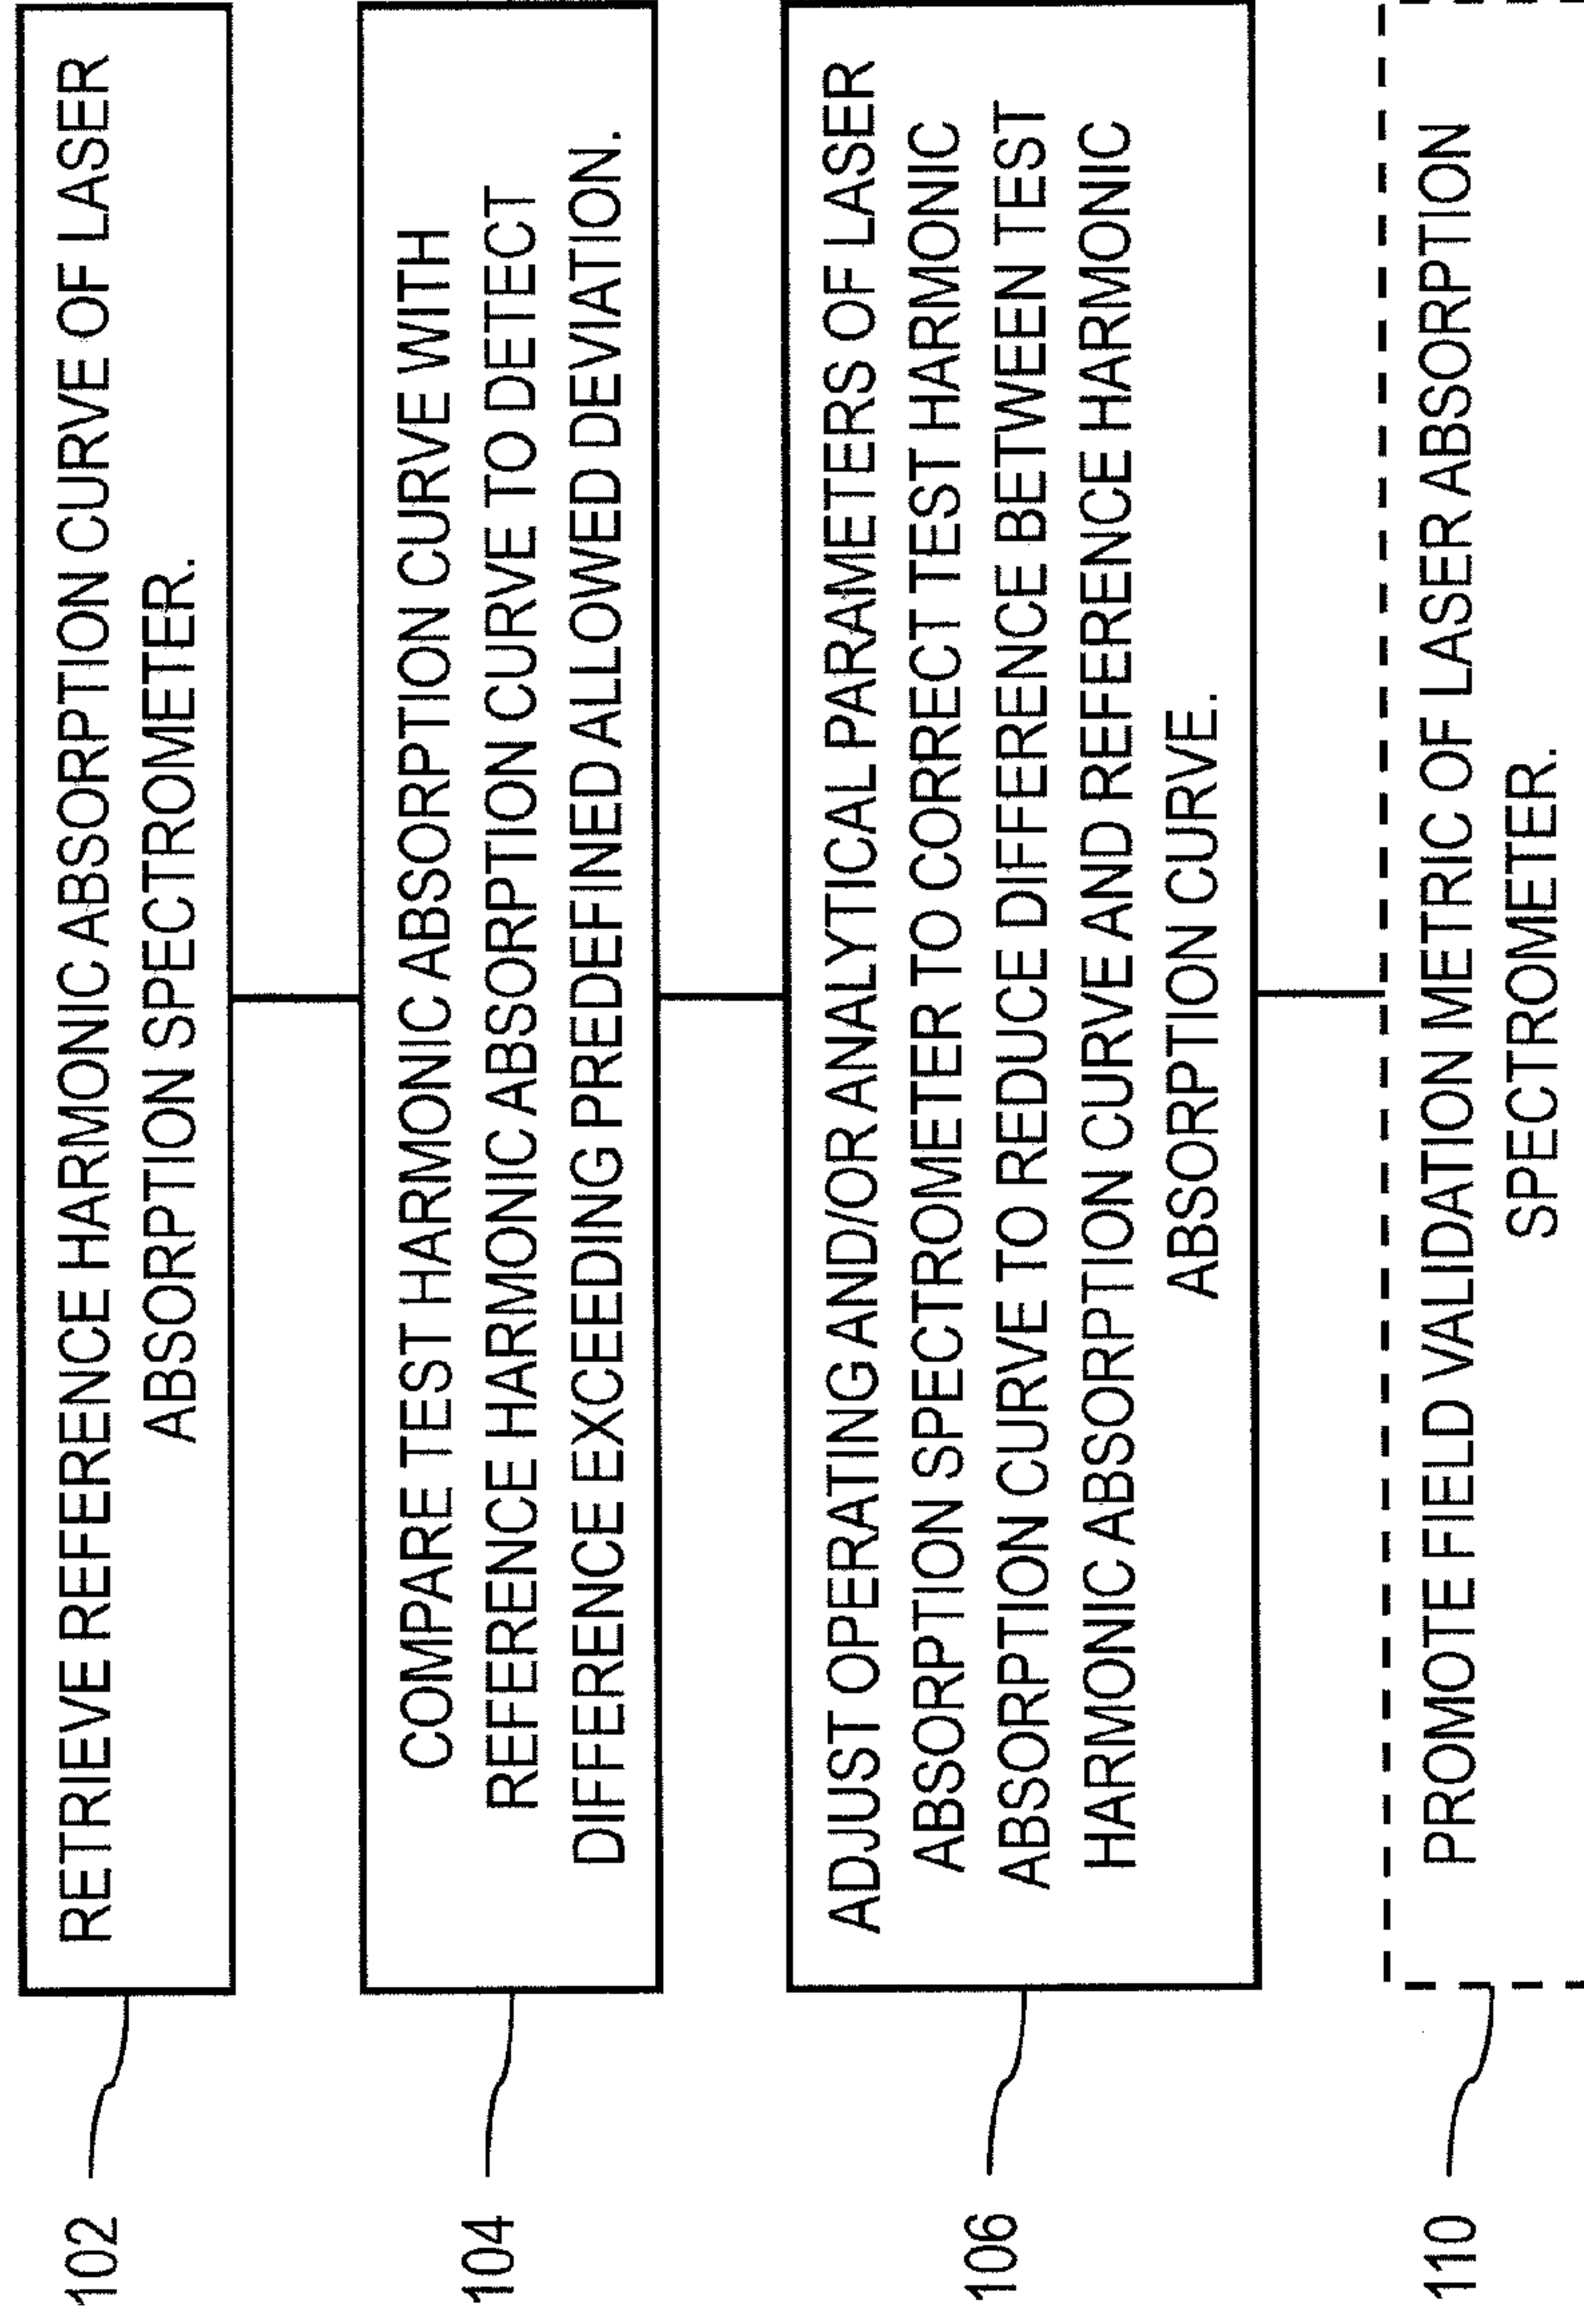 102
RETRIEVE REFERENCE HARMONIC ABSORPTION CURVE OF LASER
ABSORPTION SPECTROMETER.
104
COMPARE TEST HARMONIC ABSORPTION CURVE WITH
REFERENCE HARMONIC ABSORPTION CURVE TO DETECT
DIFFERENCE EXCEEDING PREDEFINED ALLOWED DEVIATION.
106
ADJUST OPERATING AND/OR ANALYTICAL PARAMETERS OF LASER
ABSORPTION SPECTROMETER TO CORRECT TEST HARMONIC
ABSORPTION CURVE TO REDUCE DIFFERENCE BETWEEN TEST
HARMONIC ABSORPTION CURVE AND REFERENCE HARMONIC
ABSORPTION CURVE.
110
PROMOTE FIELD VALIDATION METRIC OF LASER ABSORPTION
SPECTROMETER.